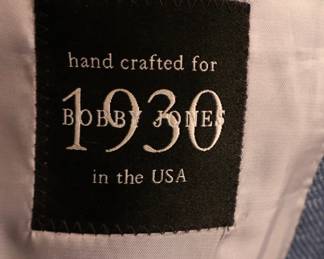 hand crafted for
1930
BOBBY JONES
in the USA